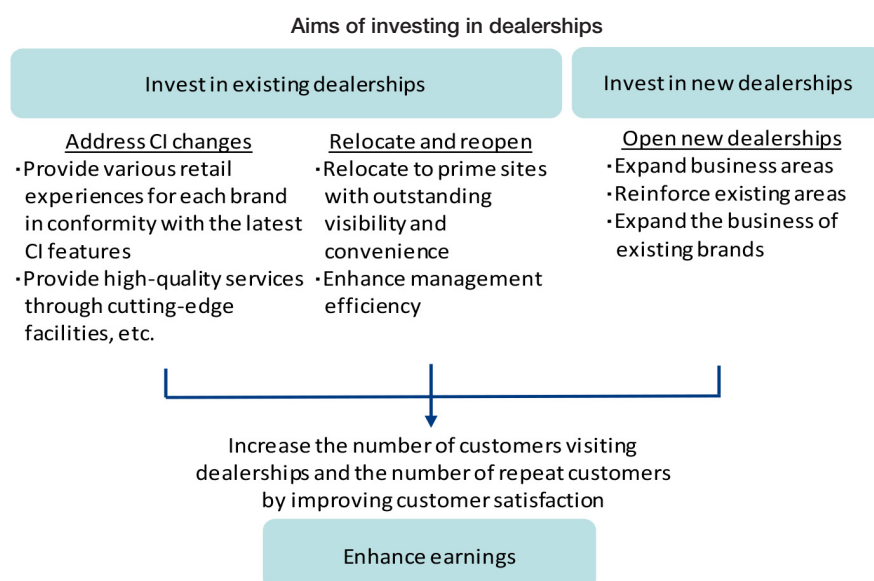 Aims of investing in dealerships
Invest in existing dealerships
Invest in new dealerships
Address CI changes
・Provide various retail
experiences for each brand
in conformity with the latest
CI features
・Provide high-quality services
through cutting-edge
facilities, etc.
Relocate and reopen
・Relocate to prime sites
with outstanding
visibility and
convenience
・Enhance management
efficiency
Open new dealerships
・Expand business areas
・Reinforce existing areas
・Expand the business of
existing brands
Increase the number of customers visiting
dealerships and the number of repeat customers
by improving customer satisfaction
Enhance earnings